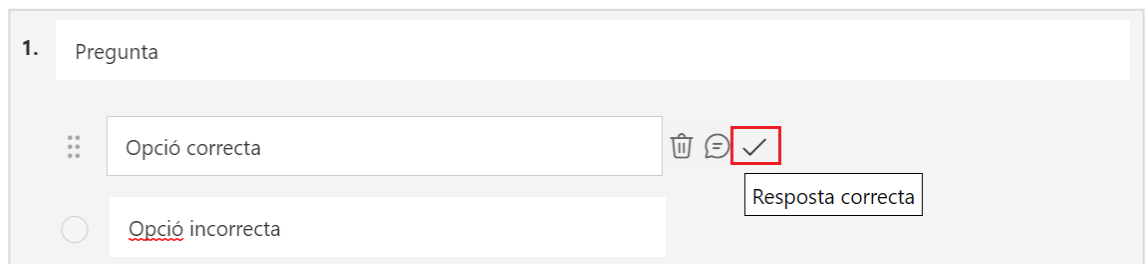 1. Pregunta
Opció correcta
Resposta correcta
Opció incorrecta